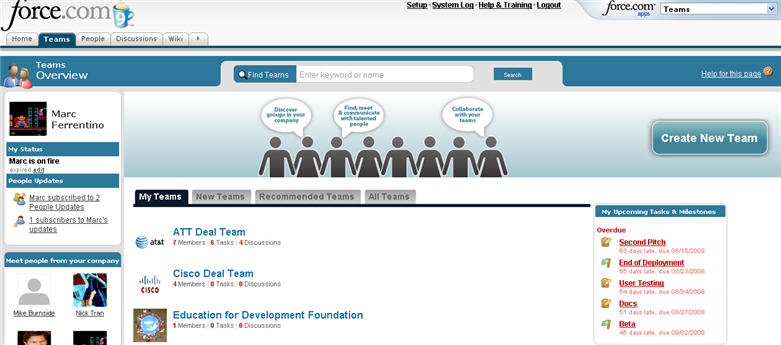 force.com
9
Setup · System Log · Help & Training · Logout
force.com
apps
Teams
Home
Teams
People
Discussions
Wiki
Teams
Overview
Find Teams
Enter keyword or name
Search
Help for this page
Marc
Ferrentino
My Status
Marc is on fire
expired edit
People Updates
Marc subscribed to 2
People Updates
1 subscribers to Marc's
updates
Meet people from your company
Mike Burnside
Nick Tran
Discover
groups in your
company
Find, meet
& communicate
with talented
people
Collaborate
with your
teams
Create New Team
My Teams
New Teams
Recommended Teams
All Teams
at&t
ATT Deal Team
7 Members | 6 Tasks | 4 Discussions
CISCO
Cisco Deal Team
4 Members | 0 Tasks | 0 Discussions
Education for Development Foundation
1 Members | 0 Tasks | 0 Discussions
My Upcoming Tasks & Milestones
Overdue
Second Pitch
63 days late, due 08/15/2008
End of Deployment
55 days late, due 08/23/2008
User Testing
54 days late, due 08/24/2008
Docs
51 days late, due 08/27/2008
Beta
45 days late, due 09/02/2008